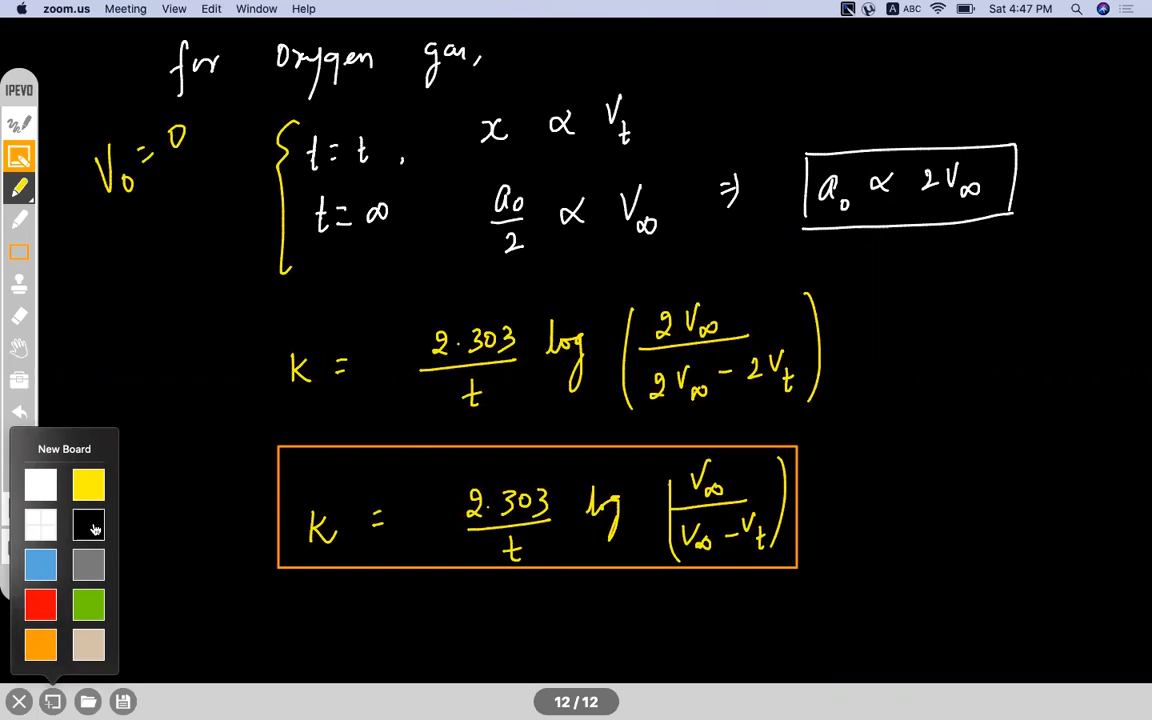 zoom.us Meeting View Edit Window Help ABC Sat 4:47 PM
for Oxygen gas,
IPEVO
V₀ = 0
t = t, x ∝ Vₜ
t = ∞ a₀/2 ∝ V∞ ⇒ a₀ ∝ 2V∞
K = 2.303/t log (2V∞/(2V∞ − 2Vₜ))
New Board
K = 2.303/t log (V∞/(V∞ − Vₜ))
12 / 12